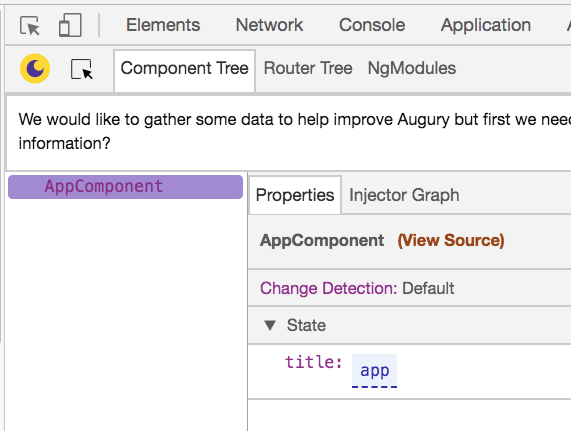 Elements Network Console Application
Component Tree Router Tree NgModules
We would like to gather some data to help improve Augury but first we need
information?
AppComponent
Properties Injector Graph
AppComponent (View Source)
Change Detection: Default
▼ State
title: app